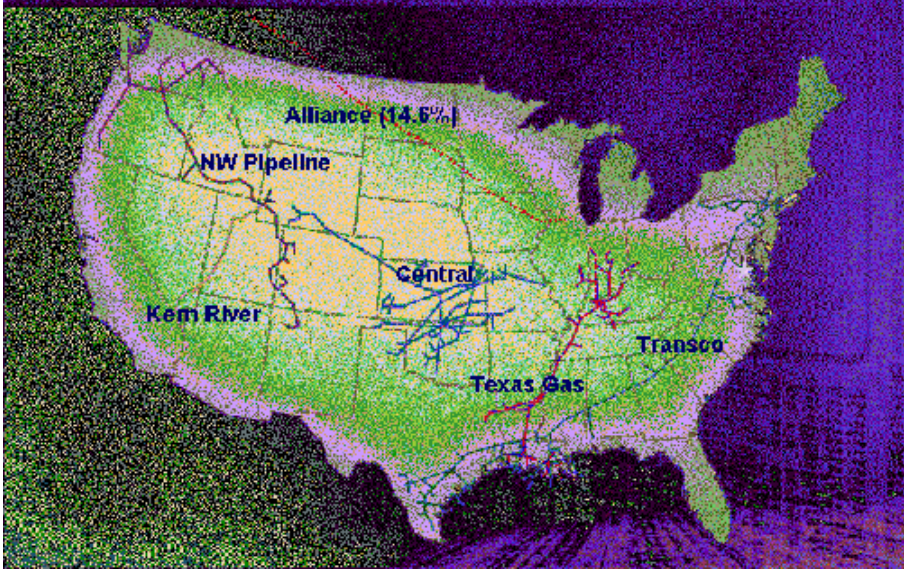 Alliance (14.6%)
NW Pipeline
Central
Kern River
Transco
Texas Gas